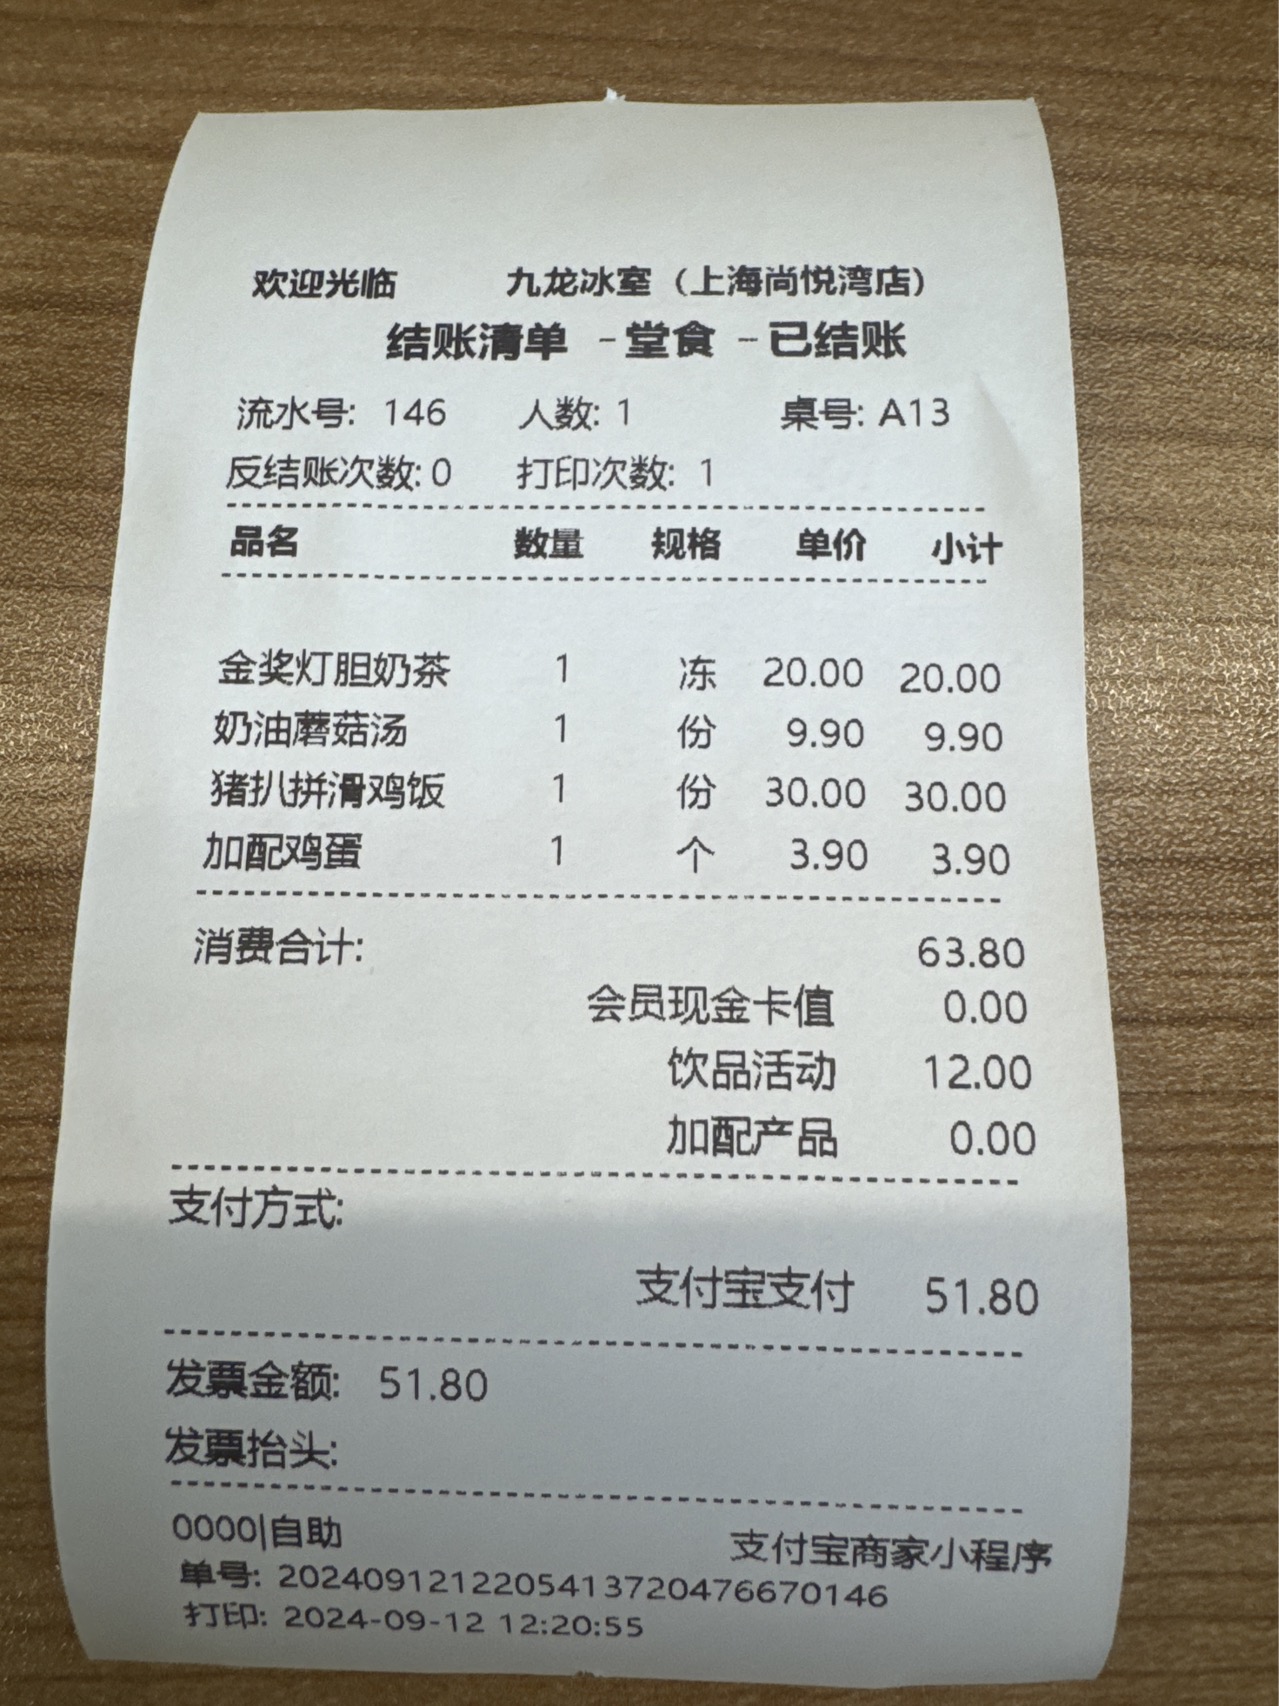 欢迎光临 九龙冰室（上海尚悦湾店）
结账清单 - 堂食 - 已结账
流水号: 146 人数: 1 桌号: A13
反结账次数: 0 打印次数: 1
品名 数量 规格 单价 小计
金奖灯胆奶茶 1 冻 20.00 20.00
奶油蘑菇汤 1 份 9.90 9.90
猪扒拼滑鸡饭 1 份 30.00 30.00
加配鸡蛋 1 个 3.90 3.90
消费合计: 63.80
会员现金卡值 0.00
饮品活动 12.00
加配产品 0.00
支付方式:
支付宝支付 51.80
发票金额: 51.80
发票抬头:
0000|自助 支付宝商家小程序
单号: 20240912122054137204766701​46
打印: 2024-09-12 12:20:55